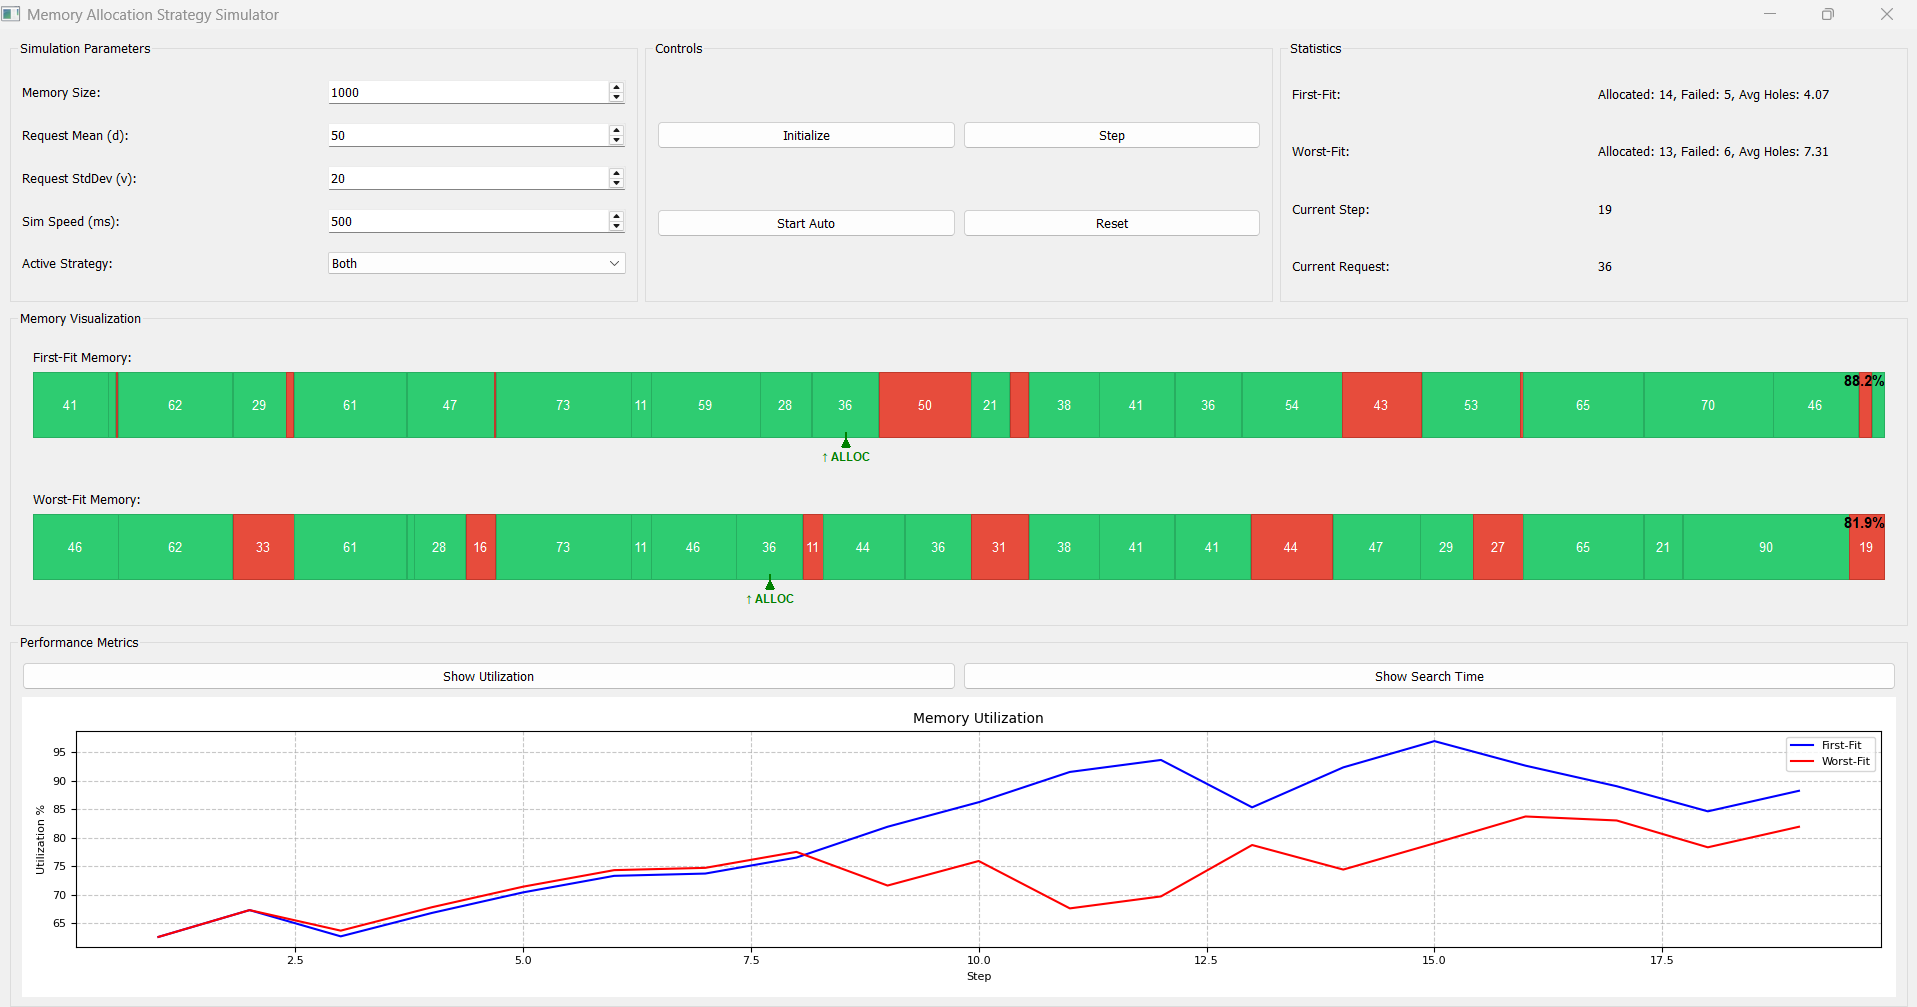 Memory Allocation Strategy Simulator
Simulation Parameters
Memory Size:
1000
Request Mean (d):
50
Request StdDev (v):
20
Sim Speed (ms):
500
Active Strategy:
Both
Controls
Initialize
Step
Start Auto
Reset
Statistics
First-Fit:
Allocated: 14, Failed: 5, Avg Holes: 4.07
Worst-Fit:
Allocated: 13, Failed: 6, Avg Holes: 7.31
Current Step:
19
Current Request:
36
Memory Visualization
First-Fit Memory:
88.2%
41 62 29 61 47 73 11 59 28 36 50 21 38 41 36 54 43 53 65 70 46
↑ ALLOC
Worst-Fit Memory:
81.9%
46 62 33 61 28 16 73 11 46 36 11 44 36 31 38 41 41 44 47 29 27 65 21 90 19
↑ ALLOC
Performance Metrics
Show Utilization
Show Search Time
Memory Utilization
First-Fit
Worst-Fit
Utilization %
95
90
85
80
75
70
65
2.5 5.0 7.5 10.0 12.5 15.0 17.5
Step